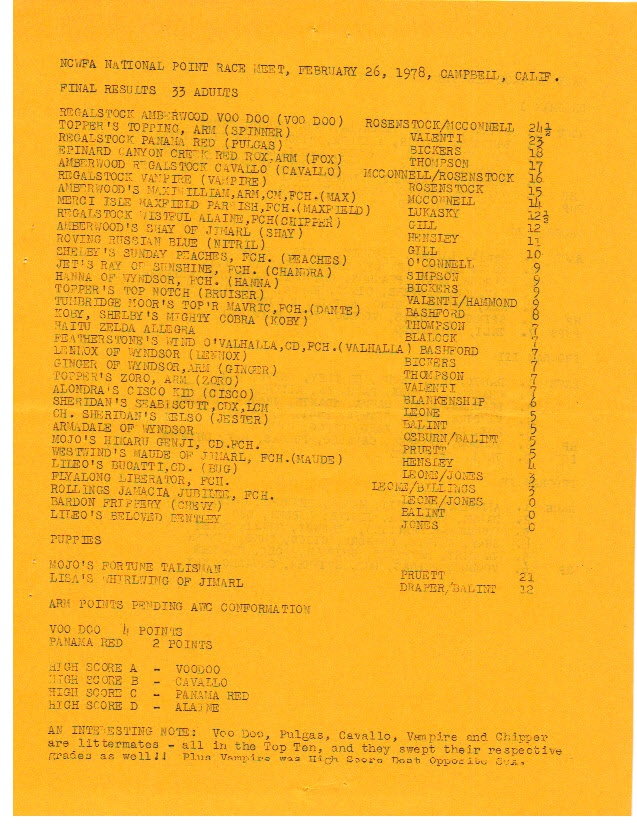 NCWFA NATIONAL POINT RACE MEET, FEBRUARY 26, 1978, CAMPBELL, CALIF.
FINAL RESULTS 33 ADULTS
REGALSTOCK AMBERWOOD VOO DOO (VOO DOO) ROSENSTOCK/MCCONNELL 24½
TOPPER'S TOPPING, ARM (SPINNER) VALENTI 23
REGALSTOCK PANAMA RED (PULGAS) BICKERS 18
EPINARD CANYON CREEK RED ROX,ARM (FOX) THOMPSON 17
AMBERWOOD REGALSTOCK CAVALLO (CAVALLO) MCCONNELL/ROSENSTOCK 16
REGALSTOCK VAMPIRE (VAMPIRE) ROSENSTOCK 15
AMBERWOOD'S MAXIMILLIAM,ARM,CM,FCH.(MAX) MCCONNELL 14
MERCI ISLE MAXFIELD PARRISH,FCH.(MAXFIELD) LUKASKY 12½
REGALSTOCK WISTFUL ALAINE,FCH(CHIPPER) GILL 12
AMBERWOOD'S SHAY OF JIMARL (SHAY) HENSLEY 11
ROVING RUSSIAN BLUE (NITRIL) GILL 10
SHELBY'S SUNDAY PEACHES, FCH. (PEACHES) O'CONNELL 9
JET'S RAY OF SUNSHINE, FCH. (CHANDRA) SIMPSON 9
HANNA OF WYNDSOR, FCH. (HANNA) BICKERS 9
TOPPER'S TOP NOTCH (BRUISER) VALENTI/HAMMOND 9
TUMBRIDGE MOOR'S TOP'R MAVRIC,FCH.(DANTE) BASHFORD 8
KOBY, SHELBY'S MIGHTY COBRA (KOBY) THOMPSON 7
HAITU ZELDA ALLEGRA BLALOCK 7
FEATHERSTONE'S WIND O'VALHALLA,CD,FCH.(VALHALLA) BASHFORD 7
LENNOX OF WYNDSOR (LENNOX) BICKERS 7
GINGER OF WYNDSOR,ARM (GINGER) THOMPSON 7
TOPPER'S ZORO, ARM (ZORO) VALENTI 7
ALONDRA'S CISCO KID (CISCO) BLANKENSHIP 6
SHERIDAN'S SEABISCUIT,CDX,LCM LEONE 5
CH. SHERIDAN'S KELSO (JESTER) BALINT 5
ARMADALE OF WYNDSOR OSBURN/BALINT 5
MOJO'S HIMARU GENJI, CD.FCH. PRUETT 5
WESTWIND'S MAUDE OF JIMARL, FCH.(MAUDE) HENSLEY 4
LILEO'S BUGATTI,CD. (BUG) LEONE/JONES 3
FLYALONG LIBERATOR, FCH. LEONE/BILLINGS 3
ROLLINGS JAMACIA JUBILEE, FCH. LEONE/JONES 0
BARDON FRIPPERY (CHEVY) BALINT 0
LILEO'S BELOVED BENTLEY JONES 0
PUPPIES
MOJO'S FORTUNE TALISMAN PRUETT 21
LISA'S WHIRLWING OF JIMARL DRAPER/BALINT 12
ARM POINTS PENDING AWC CONFORMATION
VOO DOO 4 POINTS
PANAMA RED 2 POINTS
HIGH SCORE A - VOODOO
HIGH SCORE B - CAVALLO
HIGH SCORE C - PANAMA RED
HIGH SCORE D - ALAINE
AN INTERESTING NOTE: Voo Doo, Pulgas, Cavallo, Vampire and Chipper
are littermates - all in the Top Ten, and they swept their respective
grades as well!! Plus Vampire was High Score Best Opposite Sex.